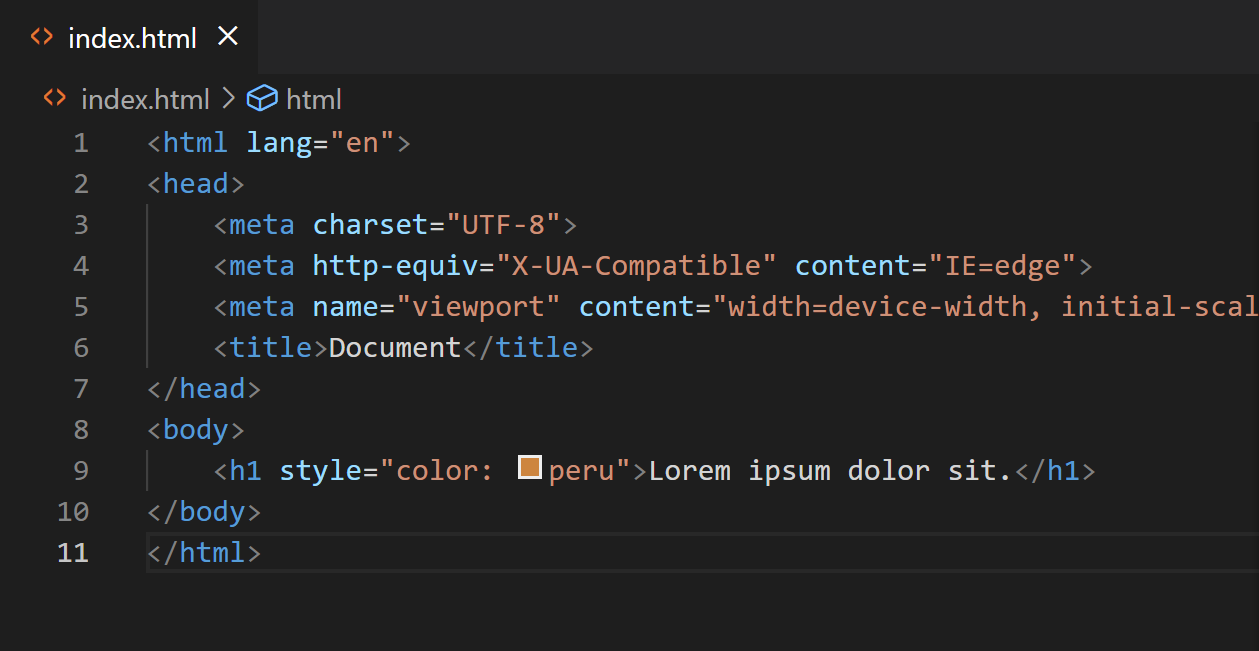 index.html
index.html > html
1 <html lang="en">
2 <head>
3     <meta charset="UTF-8">
4     <meta http-equiv="X-UA-Compatible" content="IE=edge">
5     <meta name="viewport" content="width=device-width, initial-scal
6     <title>Document</title>
7 </head>
8 <body>
9     <h1 style="color: peru">Lorem ipsum dolor sit.</h1>
10 </body>
11 </html>